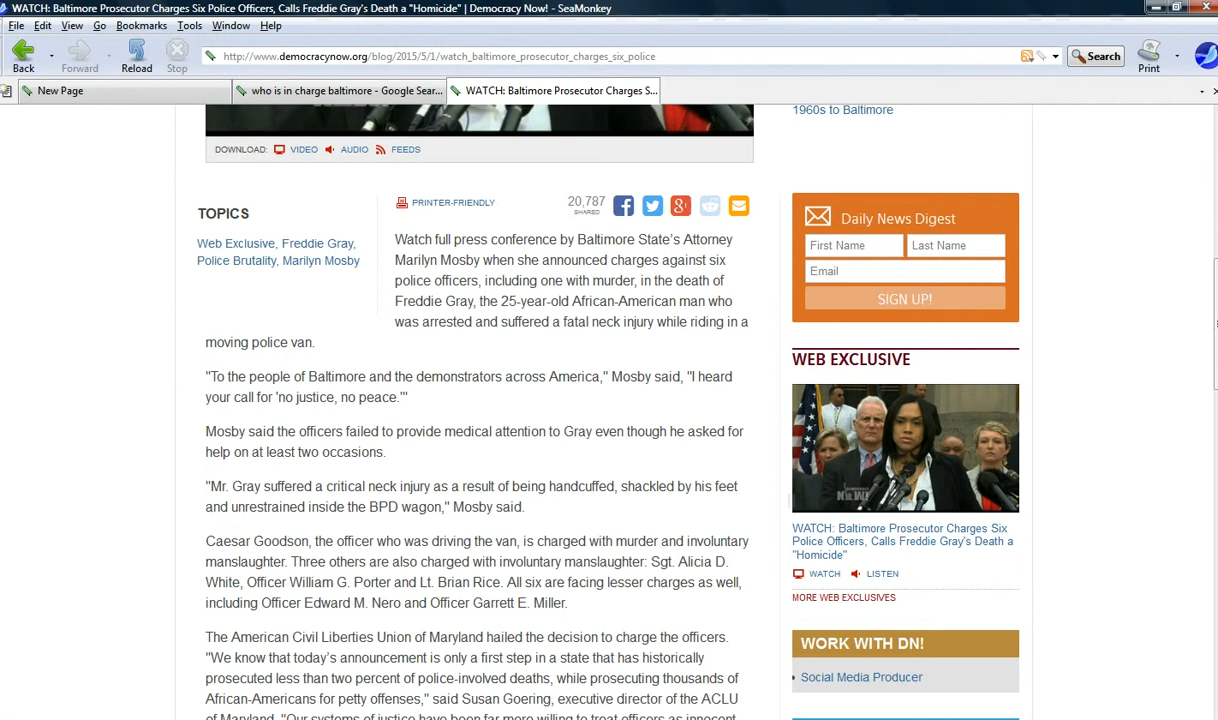 WATCH: Baltimore Prosecutor Charges Six Police Officers, Calls Freddie Gray's Death a "Homicide" | Democracy Now! - SeaMonkey
File Edit View Go Bookmarks Tools Window Help
http://www.democracynow.org/blog/2015/5/1/watch_baltimore_prosecutor_charges_six_police
Search
Back Forward Reload Stop Print
New Page
who is in charge baltimore - Google Sear...
WATCH: Baltimore Prosecutor Charges S...
1960s to Baltimore
DOWNLOAD: VIDEO AUDIO FEEDS
TOPICS
Web Exclusive, Freddie Gray,
Police Brutality, Marilyn Mosby
PRINTER-FRIENDLY
20,787
SHARED
Watch full press conference by Baltimore State's Attorney
Marilyn Mosby when she announced charges against six
police officers, including one with murder, in the death of
Freddie Gray, the 25-year-old African-American man who
was arrested and suffered a fatal neck injury while riding in a
moving police van.
"To the people of Baltimore and the demonstrators across America," Mosby said, "I heard
your call for 'no justice, no peace.'"
Mosby said the officers failed to provide medical attention to Gray even though he asked for
help on at least two occasions.
"Mr. Gray suffered a critical neck injury as a result of being handcuffed, shackled by his feet
and unrestrained inside the BPD wagon," Mosby said.
Caesar Goodson, the officer who was driving the van, is charged with murder and involuntary
manslaughter. Three others are also charged with involuntary manslaughter: Sgt. Alicia D.
White, Officer William G. Porter and Lt. Brian Rice. All six are facing lesser charges as well,
including Officer Edward M. Nero and Officer Garrett E. Miller.
The American Civil Liberties Union of Maryland hailed the decision to charge the officers.
"We know that today's announcement is only a first step in a state that has historically
prosecuted less than two percent of police-involved deaths, while prosecuting thousands of
African-Americans for petty offenses," said Susan Goering, executive director of the ACLU
of Maryland. "Our systems of justice have been far more willing to treat officers as innocent
Daily News Digest
First Name Last Name
Email
SIGN UP!
WEB EXCLUSIVE
NOW!
WATCH: Baltimore Prosecutor Charges Six
Police Officers, Calls Freddie Gray's Death a
"Homicide"
WATCH LISTEN
MORE WEB EXCLUSIVES
WORK WITH DN!
Social Media Producer